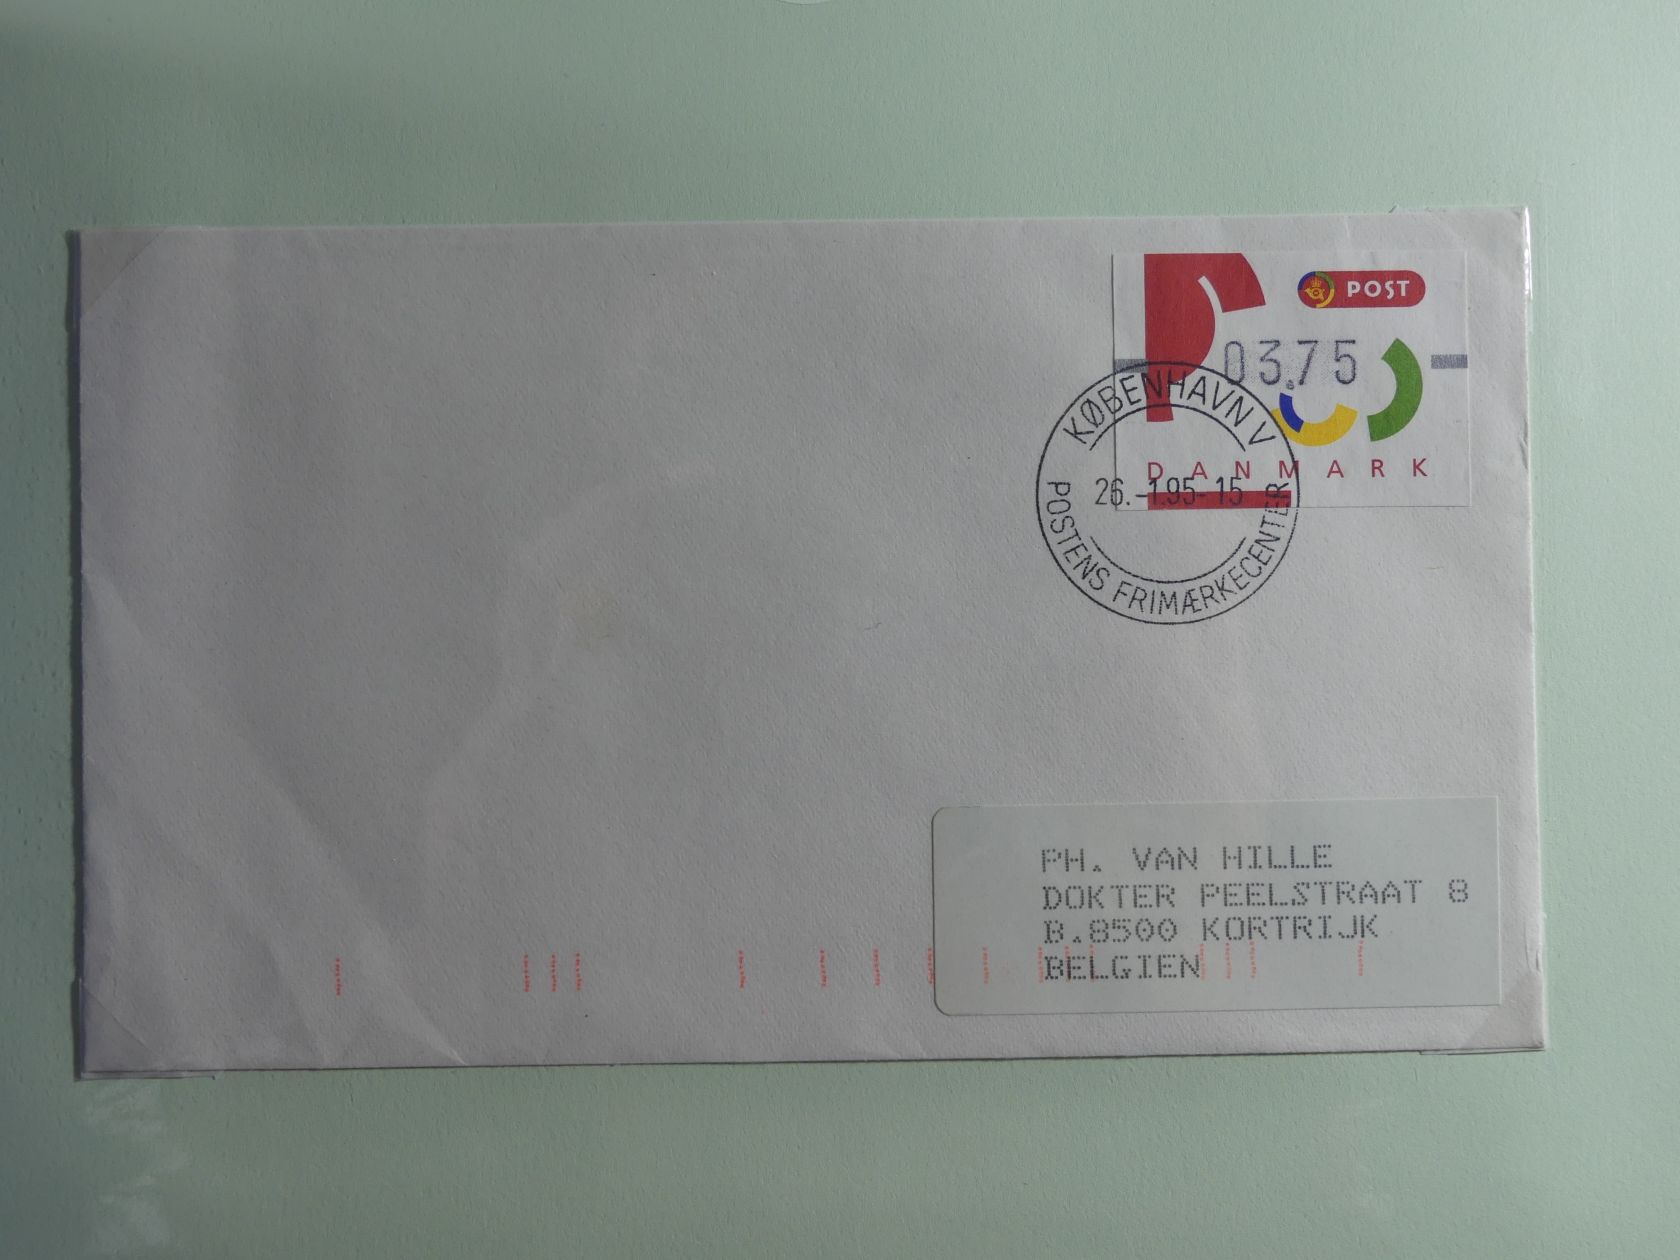 POST
03.75
DANMARK
KØBENHAVN V
26.-1.95-15
POSTENS FRIMÆRKECENTER
PH. VAN HILLE
DOKTER PEELSTRAAT 8
B.8500 KORTRIJK
BELGIEN